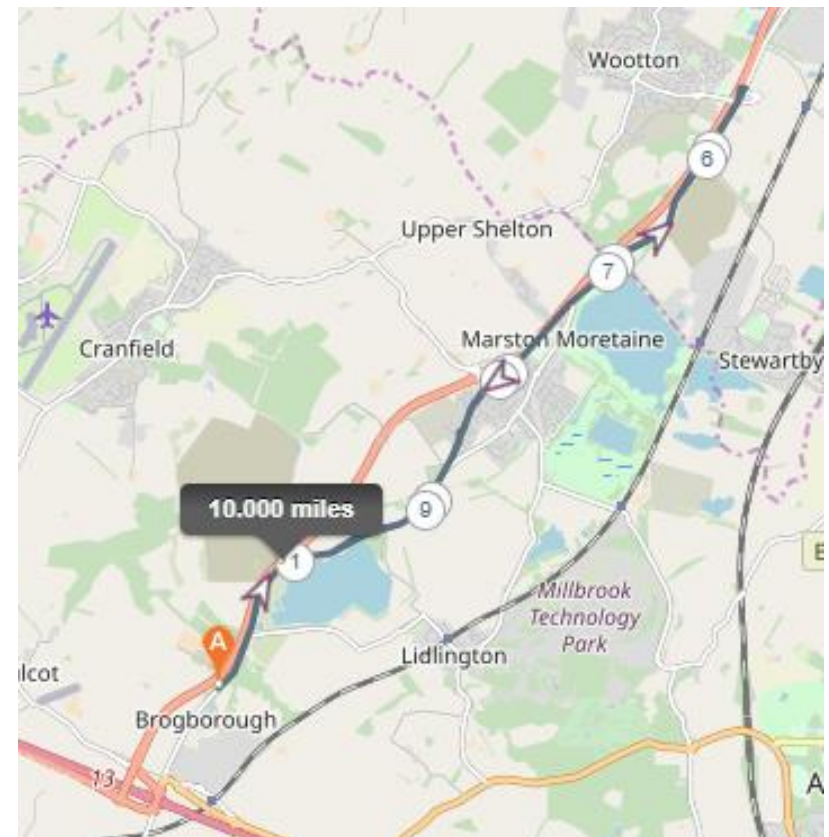 Wootton
6
Upper Shelton
7
Marston Moretaine
Cranfield
Stewartby
10.000 miles
9
1
E
Millbrook
Technology
Park
A
Lidlington
lcot
Brogborough
13
A